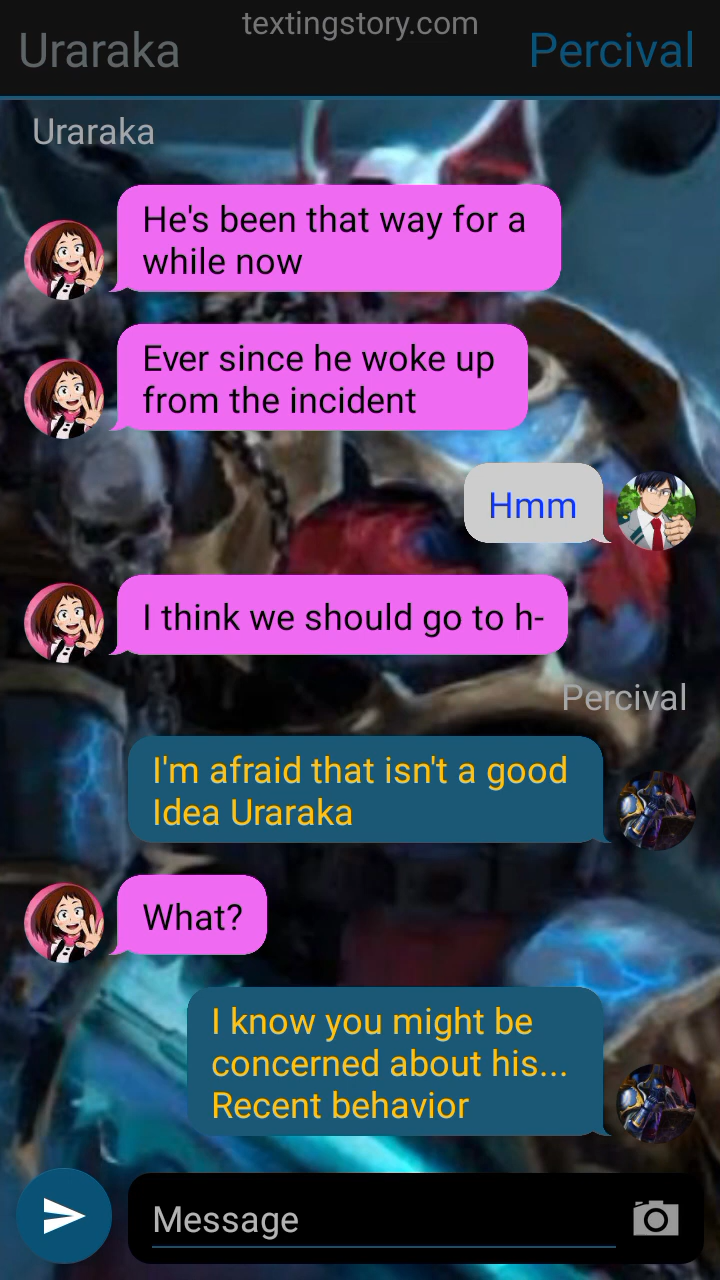 textingstory.com
Uraraka
Percival
Uraraka
He's been that way for a
while now
Ever since he woke up
from the incident
Hmm
I think we should go to h-
Percival
I'm afraid that isn't a good
Idea Uraraka
What?
I know you might be
concerned about his...
Recent behavior
Message